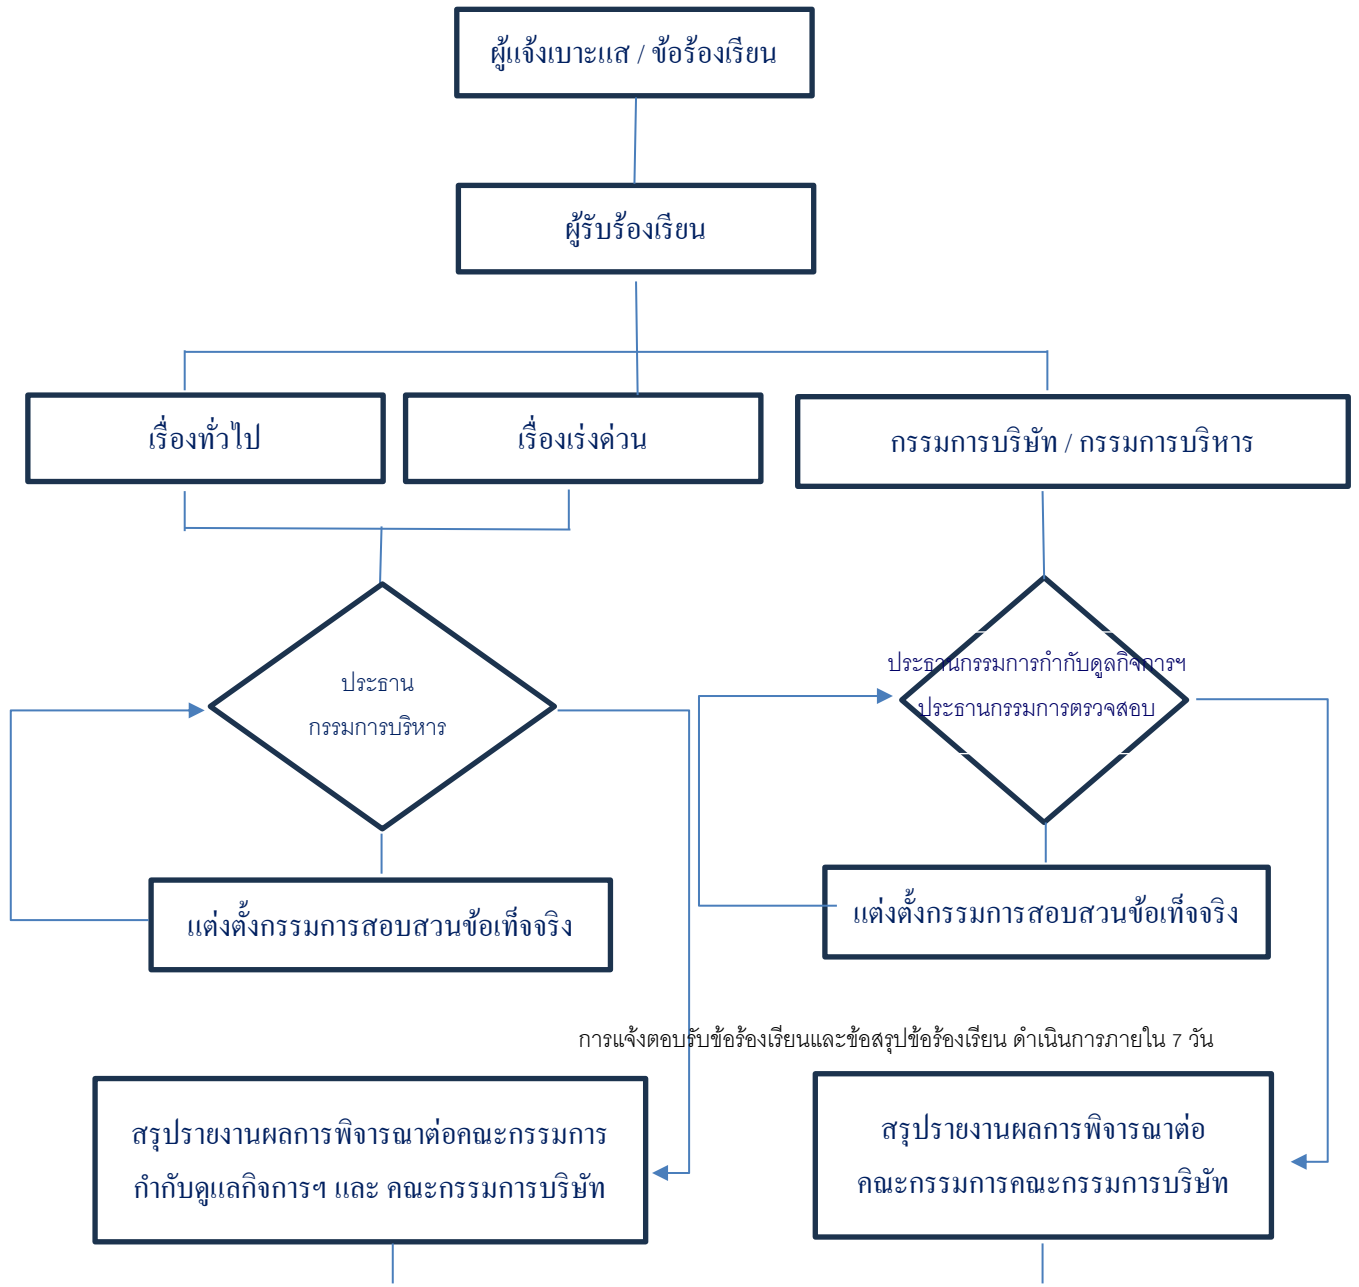 ผู้แจ้งเบาะแส / ข้อร้องเรียน
ผู้รับร้องเรียน
เรื่องทั่วไป
เรื่องเร่งด่วน
กรรมการบริษัท / กรรมการบริหาร
ประธาน
กรรมการบริหาร
ประธานกรรมการกำกับดูลกิจการฯ
ประธานกรรมการตรวจสอบ
แต่งตั้งกรรมการสอบสวนข้อเท็จจริง
แต่งตั้งกรรมการสอบสวนข้อเท็จจริง
การแจ้งตอบรับข้อร้องเรียนและข้อสรุปข้อร้องเรียน ดำเนินการภายใน 7 วัน
สรุปรายงานผลการพิจารณาต่อคณะกรรมการ
กำกับดูแลกิจการฯ และ คณะกรรมการบริษัท
สรุปรายงานผลการพิจารณาต่อ
คณะกรรมการคณะกรรมการบริษัท